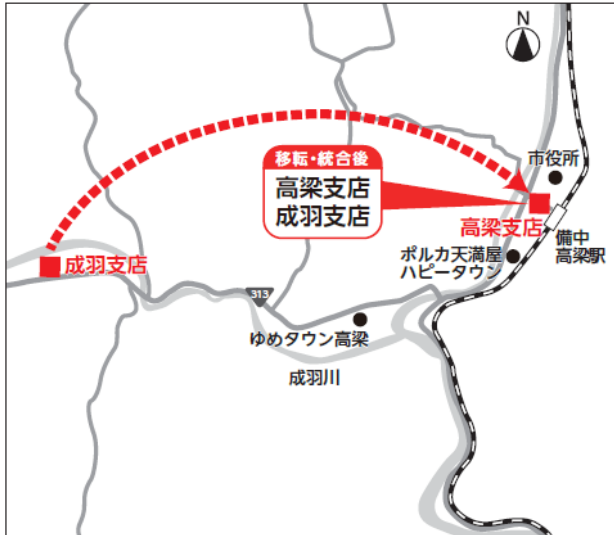 N
移転・統合後
高梁支店
成羽支店
市役所
高梁支店
備中
高梁駅
ポルカ天満屋
ハピータウン
成羽支店
313
ゆめタウン高梁
成羽川